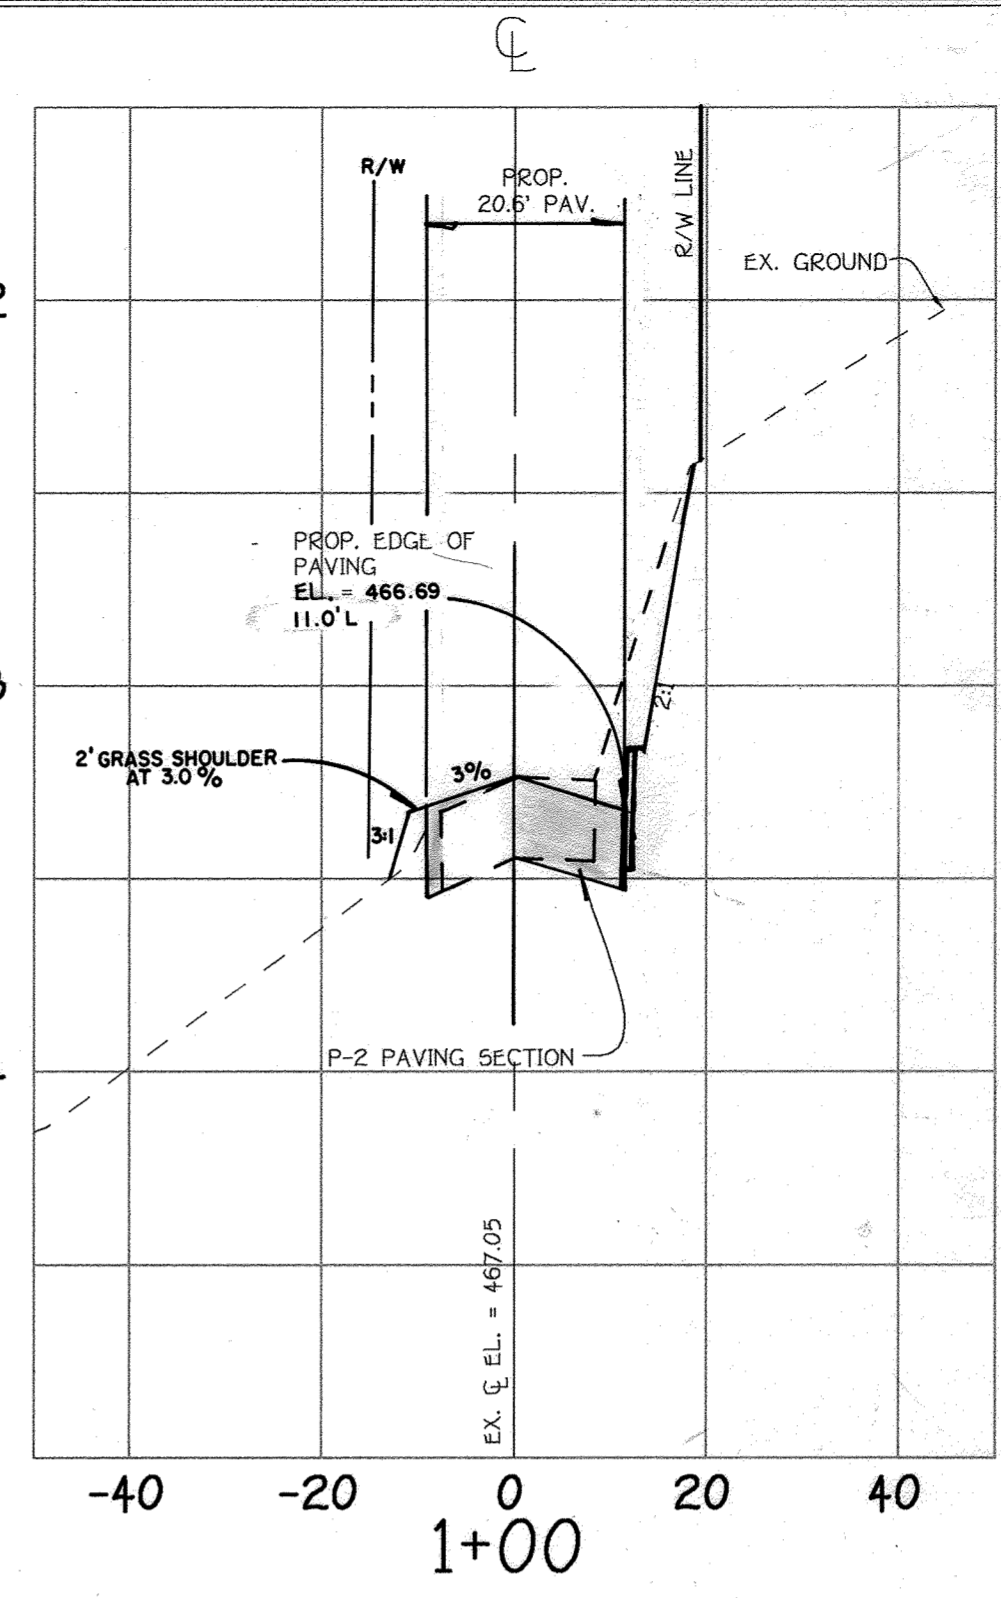 ℄
R/W
PROP.
20.6' PAV.
R/W LINE
EX. GROUND
PROP. EDGE OF
PAVING
EL. = 466.69
11.0' L
2:1
2' GRASS SHOULDER
AT 3.0 %
3%
3:1
P-2 PAVING SECTION
EX. ℄ EL. = 467.05
-40 -20 0 20 40
1+00